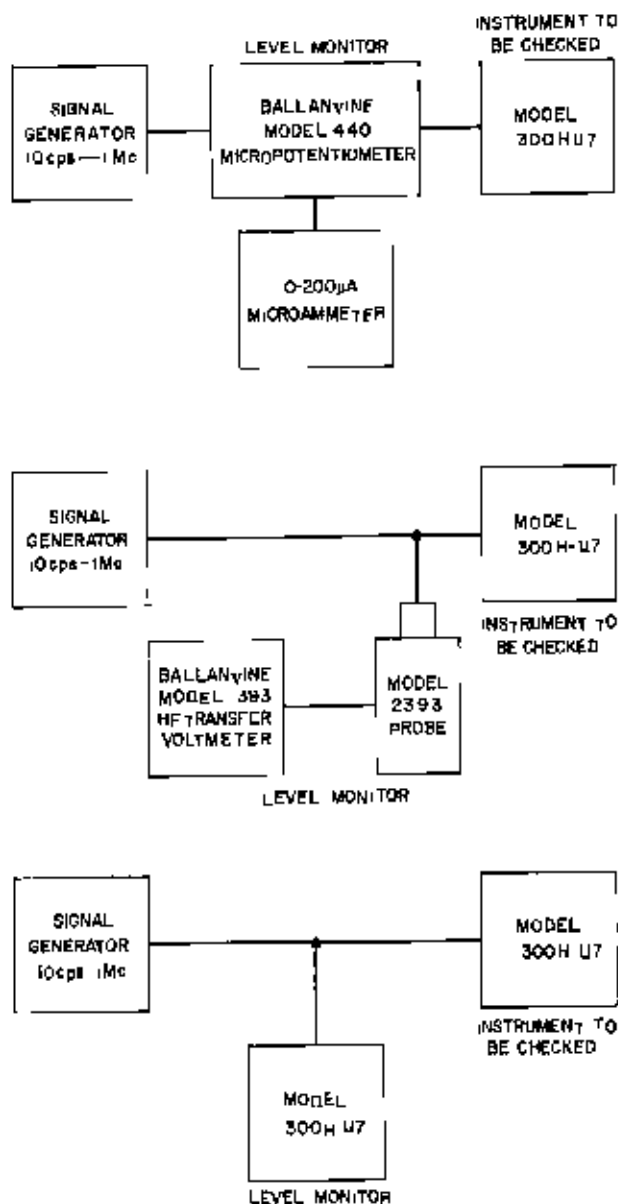 INSTRUMENT TO
BE CHECKED
LEVEL MONITOR
SIGNAL
GENERATOR
10cps—1Mc
BALLANVINE
MODEL 440
MICROPOTENTIOMETER
MODEL
300H U7
0-200µA
MICROAMMETER
SIGNAL
GENERATOR
10cps-1Mc
MODEL
300H-U7
INSTRUMENT TO
BE CHECKED
BALLANVINE
MODEL 393
HF TRANSFER
VOLTMETER
MODEL
2393
PROBE
LEVEL MONITOR
SIGNAL
GENERATOR
10cps 1Mc
MODEL
300H U7
INSTRUMENT TO
BE CHECKED
MODEL
300H U7
LEVEL MONITOR